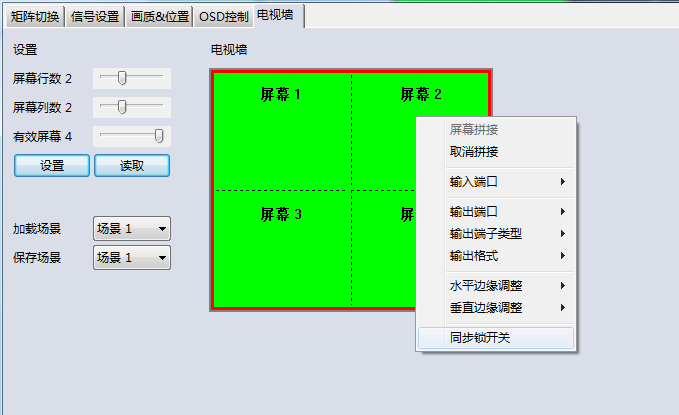 矩阵切换 信号设置 画质&位置 OSD控制 电视墙
设置
电视墙
屏幕行数 2
屏幕列数 2
有效屏幕 4
设置 读取
加载场景 场景 1
保存场景 场景 1
屏幕 1 屏幕 2
屏幕 3 屏
屏幕拼接
取消拼接
输入端口
输出端口
输出端子类型
输出格式
水平边缘调整
垂直边缘调整
同步锁开关